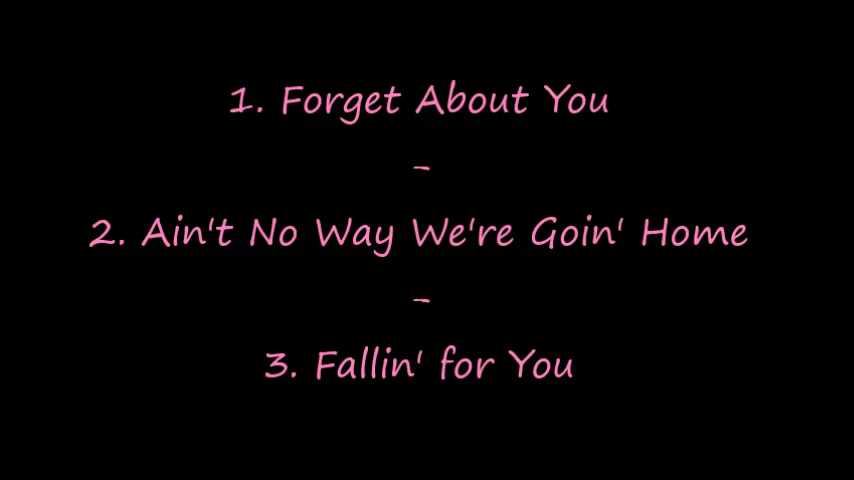 1. Forget About You
-
2. Ain't No Way We're Goin' Home
-
3. Fallin' for You